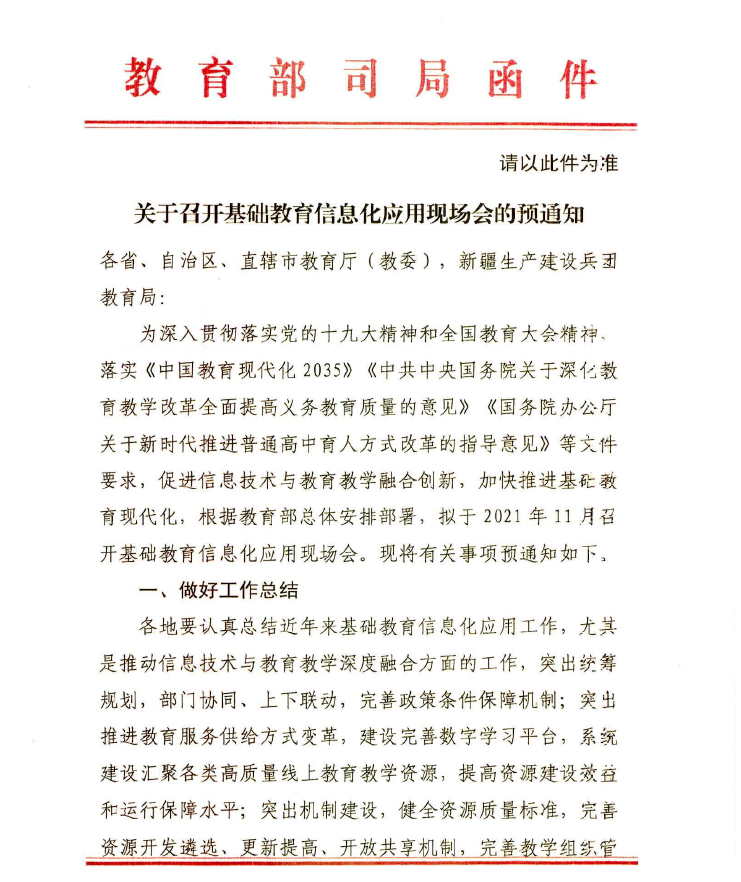 教育部司局函件
请以此件为准
关于召开基础教育信息化应用现场会的预通知
各省、自治区、直辖市教育厅（教委），新疆生产建设兵团
教育局：
为深入贯彻落实党的十九大精神和全国教育大会精神，
落实《中国教育现代化2035》《中共中央国务院关于深化教
育教学改革全面提高义务教育质量的意见》《国务院办公厅
关于新时代推进普通高中育人方式改革的指导意见》等文件
要求，促进信息技术与教育教学融合创新，加快推进基础教
育现代化，根据教育部总体安排部署，拟于2021年11月召
开基础教育信息化应用现场会。现将有关事项预通知如下。
一、做好工作总结
各地要认真总结近年来基础教育信息化应用工作，尤其
是推动信息技术与教育教学深度融合方面的工作，突出统筹
规划，部门协同、上下联动，完善政策条件保障机制；突出
推进教育服务供给方式变革，建设完善数字学习平台，系统
建设汇聚各类高质量线上教育教学资源，提高资源建设效益
和运行保障水平；突出机制建设，健全资源质量标准，完善
资源开发遴选、更新提高、开放共享机制，完善教学组织管